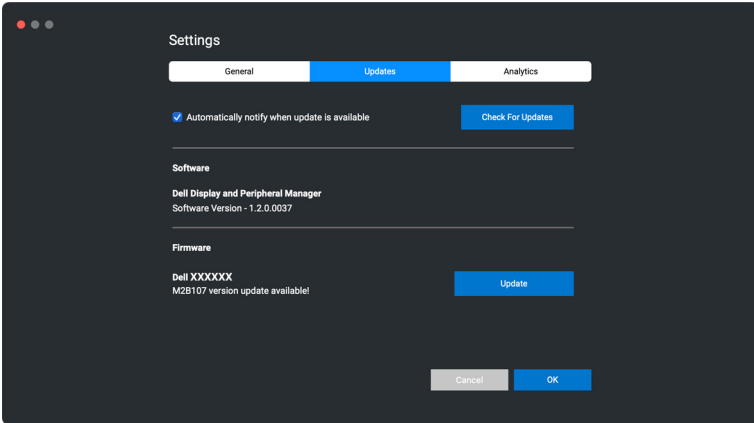 Settings
General Updates Analytics
Automatically notify when update is available Check For Updates
Software
Dell Display and Peripheral Manager
Software Version - 1.2.0.0037
Firmware
Dell XXXXXX
M2B107 version update available! Update
Cancel OK